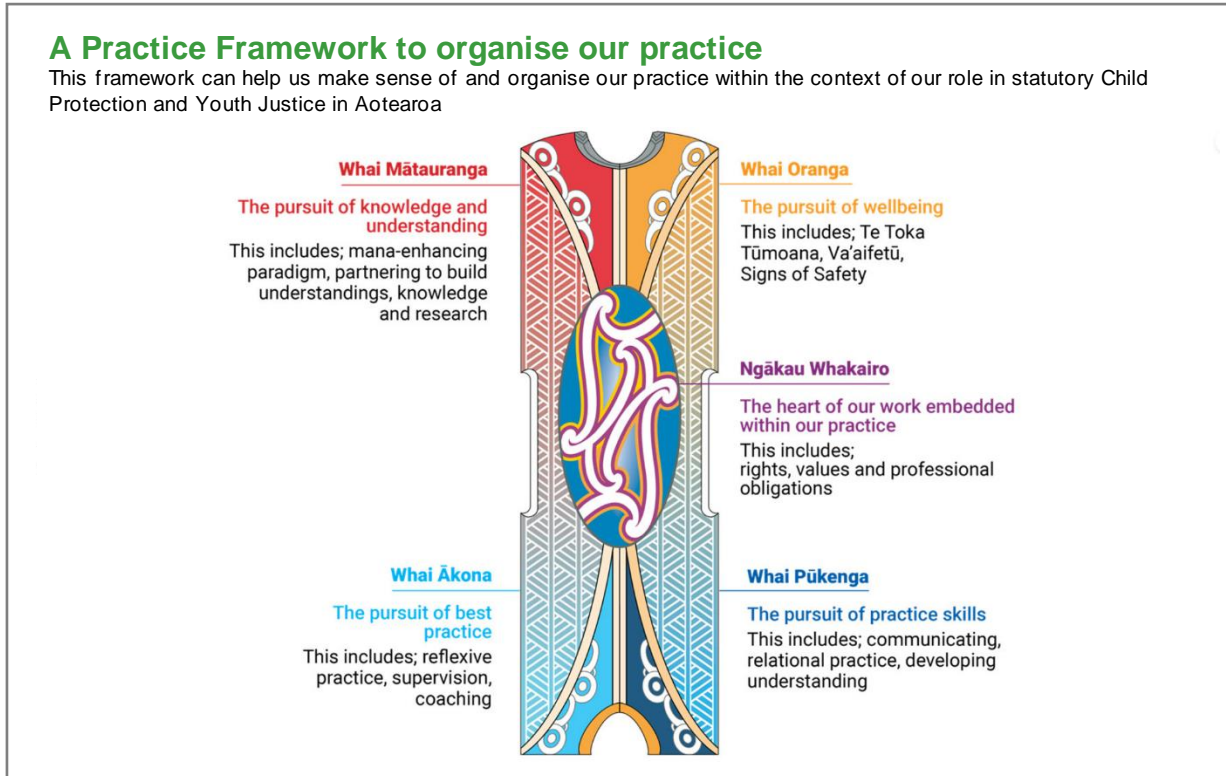 A Practice Framework to organise our practice
This framework can help us make sense of and organise our practice within the context of our role in statutory Child
Protection and Youth Justice in Aotearoa
Whai Mātauranga
The pursuit of knowledge and
understanding
This includes; mana-enhancing
paradigm, partnering to build
understandings, knowledge
and research
Whai Oranga
The pursuit of wellbeing
This includes; Te Toka
Tūmoana, Va'aifetū,
Signs of Safety
Ngākau Whakairo
The heart of our work embedded
within our practice
This includes;
rights, values and professional
obligations
Whai Ākona
The pursuit of best
practice
This includes; reflexive
practice, supervision,
coaching
Whai Pūkenga
The pursuit of practice skills
This includes; communicating,
relational practice, developing
understanding